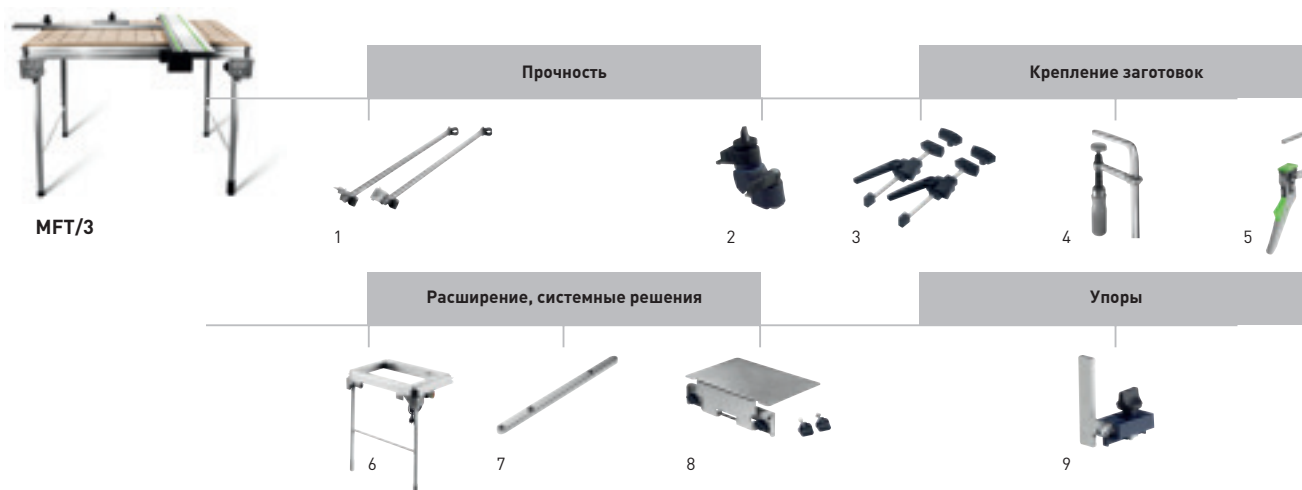 Прочность
Крепление заготовок
MFT/3
1
2
3
4
5
Расширение, системные решения
Упоры
6
7
8
9